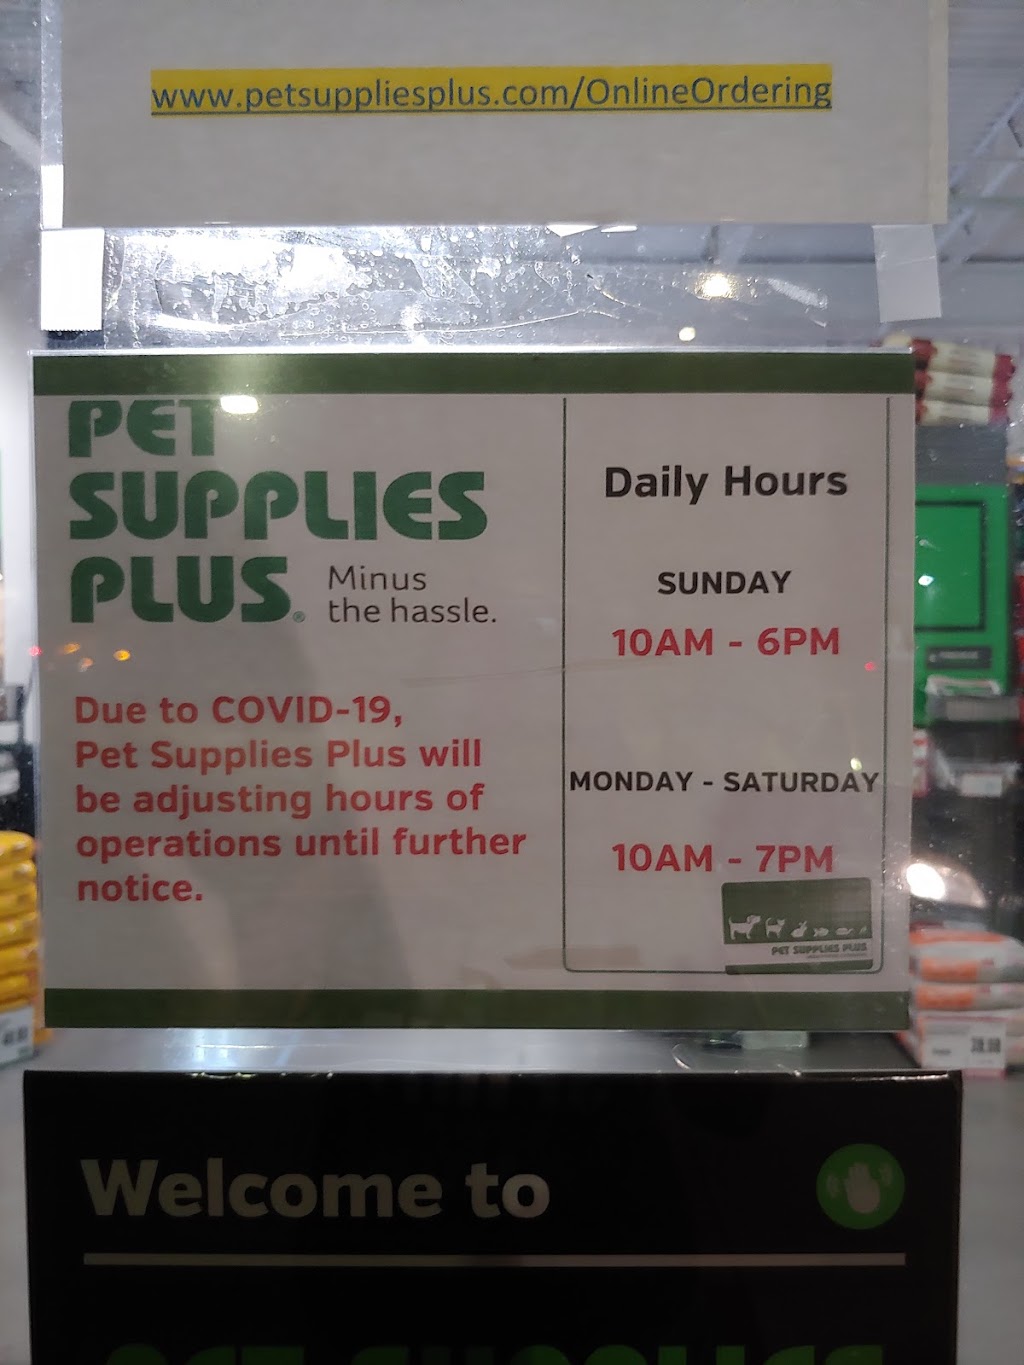 www.petsuppliesplus.com/OnlineOrdering
PET
SUPPLIES
PLUS® Minus
the hassle.
Due to COVID-19,
Pet Supplies Plus will
be adjusting hours of
operations until further
notice.
Daily Hours
SUNDAY
10AM - 6PM
MONDAY - SATURDAY
10AM - 7PM
PET SUPPLIES PLUS
Welcome to
PET SUPPLIES